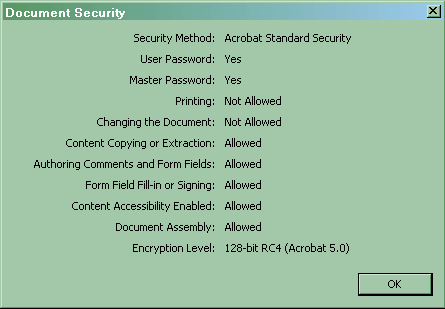 Document Security
Security Method: Acrobat Standard Security
User Password: Yes
Master Password: Yes
Printing: Not Allowed
Changing the Document: Not Allowed
Content Copying or Extraction: Allowed
Authoring Comments and Form Fields: Allowed
Form Field Fill-in or Signing: Allowed
Content Accessibility Enabled: Allowed
Document Assembly: Allowed
Encryption Level: 128-bit RC4 (Acrobat 5.0)
OK